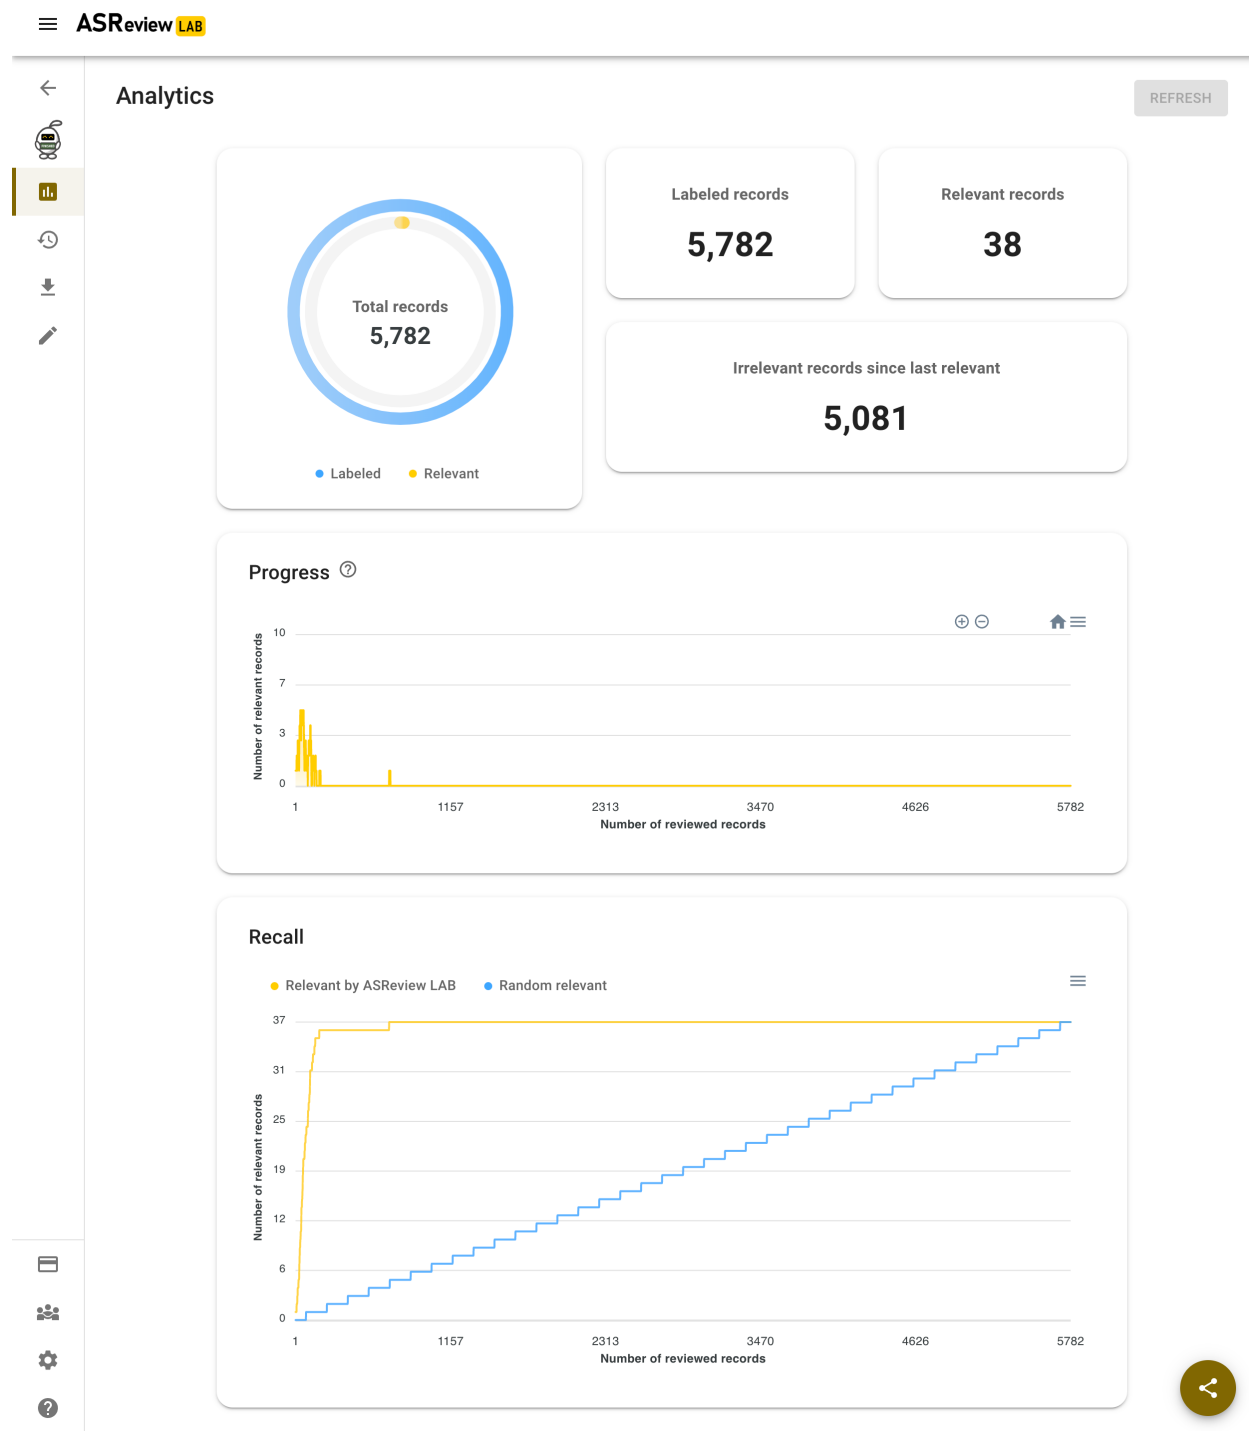 ASReview LAB
Analytics
REFRESH
Total records
5,782
Labeled
Relevant
Labeled records
5,782
Relevant records
38
Irrelevant records since last relevant
5,081
Progress
Number of relevant records
10
7
3
0
1
1157
2313
3470
4626
5782
Number of reviewed records
Recall
Relevant by ASReview LAB
Random relevant
Number of relevant records
37
31
25
19
12
6
0
1
1157
2313
3470
4626
5782
Number of reviewed records